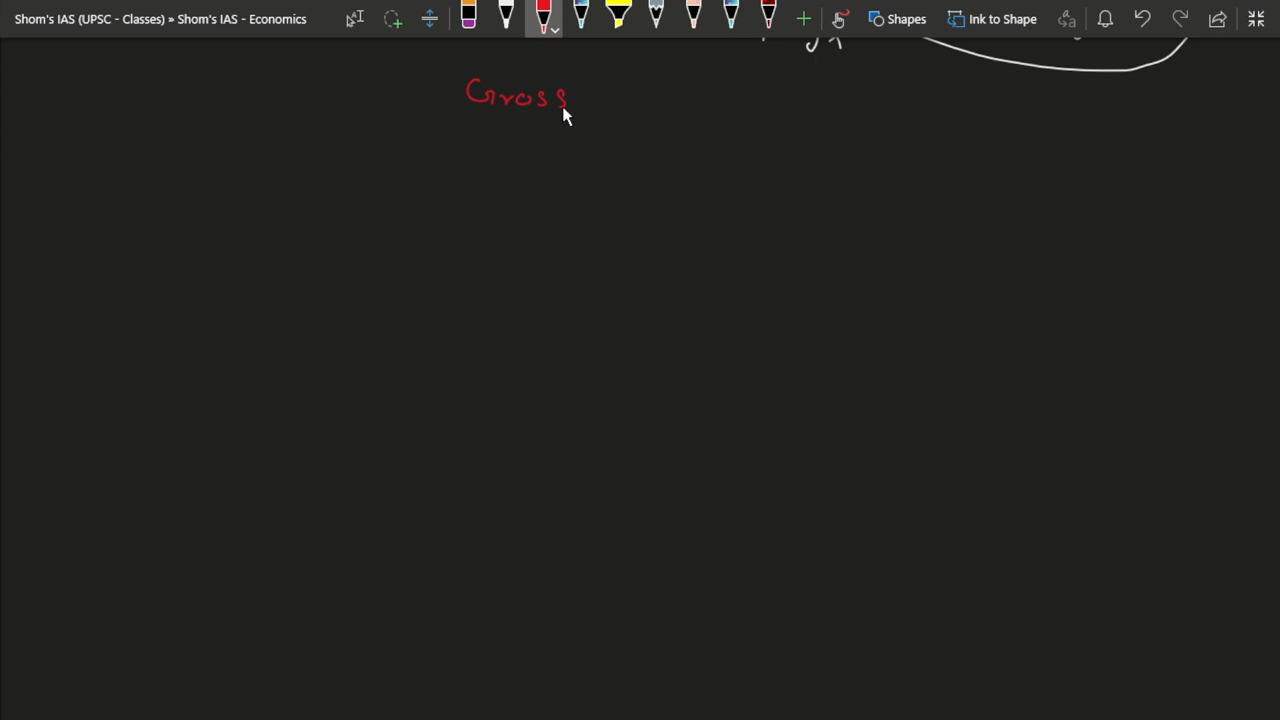 Shom's IAS (UPSC - Classes) » Shom's IAS - Economics
Shapes
Ink to Shape
Gross